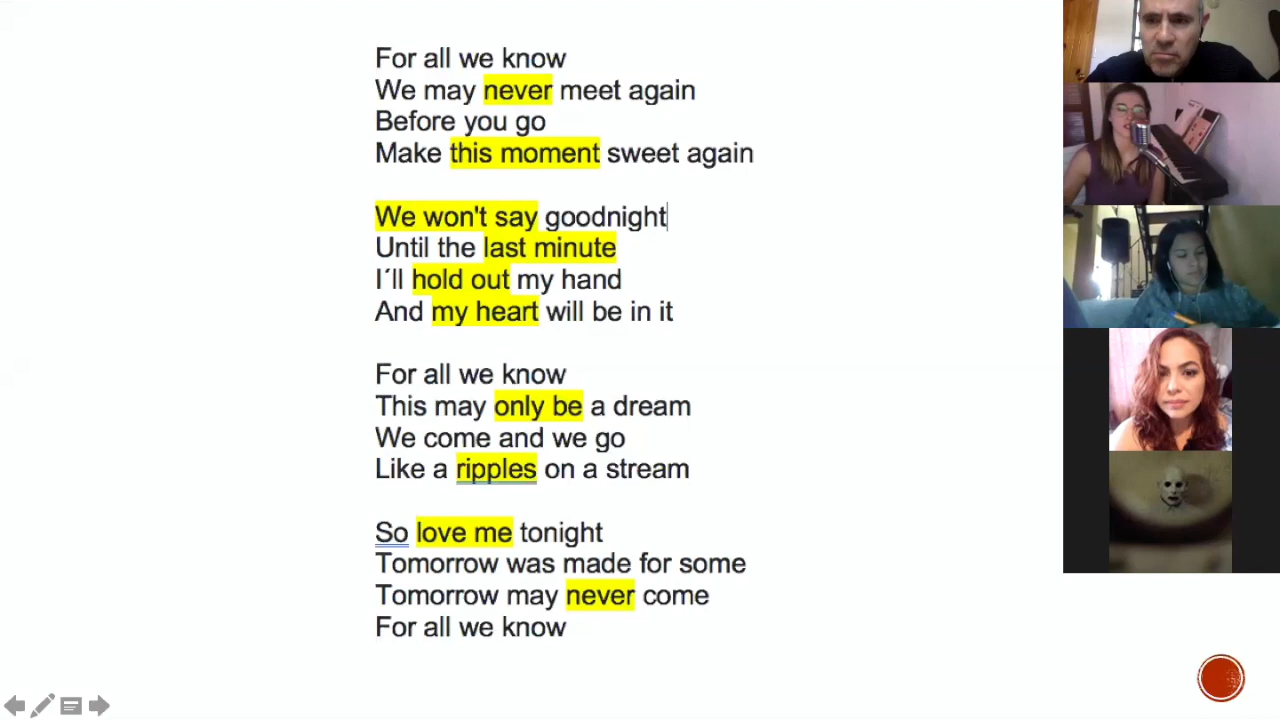 For all we know
We may never meet again
Before you go
Make this moment sweet again
We won't say goodnight
Until the last minute
I´ll hold out my hand
And my heart will be in it
For all we know
This may only be a dream
We come and we go
Like a ripples on a stream
So love me tonight
Tomorrow was made for some
Tomorrow may never come
For all we know